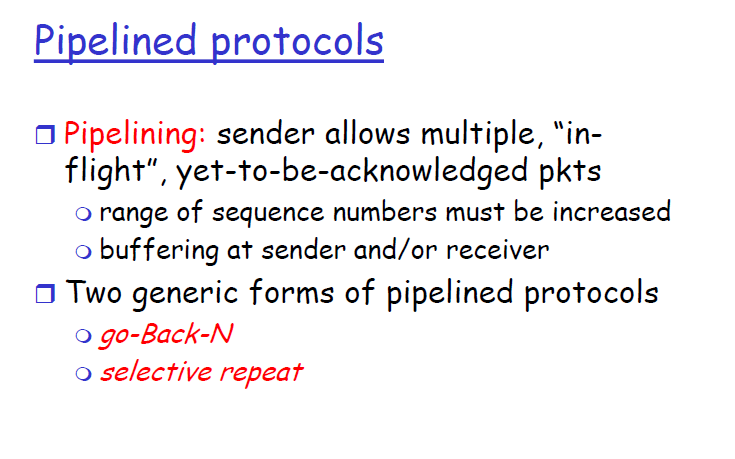 Pipelined protocols
Pipelining: sender allows multiple, “in-
flight”, yet-to-be-acknowledged pkts
range of sequence numbers must be increased
buffering at sender and/or receiver
Two generic forms of pipelined protocols
go-Back-N
selective repeat